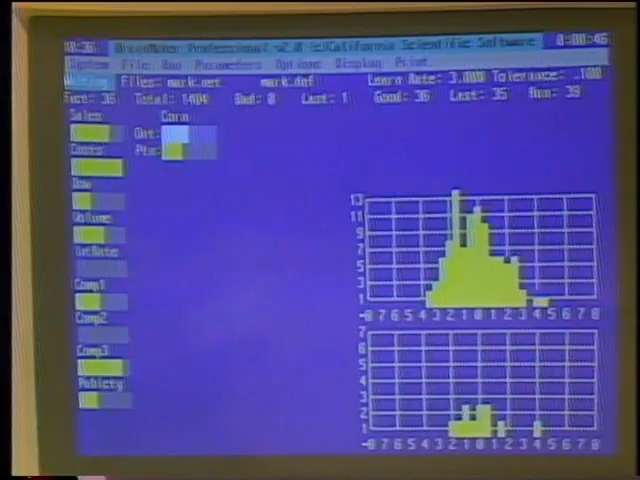 BrainMaker Professional v2.0 (c)California Scientific Software 0:00:46
System File Run Parameters Options Display Print
Waiting Files: mark.net mark.def Learn Rate: 3.000 Tolerance: .100
Fact: 36 Total: 1404 Bad: 0 Last: 1 Good: 36 Last: 35 Run: 39
Sales Corn
Out:
Costs Ptn:
Dow
Volume
IntRate
Comp1
Comp2
Comp3
Publcty
13
11
9
7
5
3
1
-8 7 6 5 4 3 2 1 0 1 2 3 4 5 6 7 8
7
6
5
4
3
2
1
-8 7 6 5 4 3 2 1 0 1 2 3 4 5 6 7 8